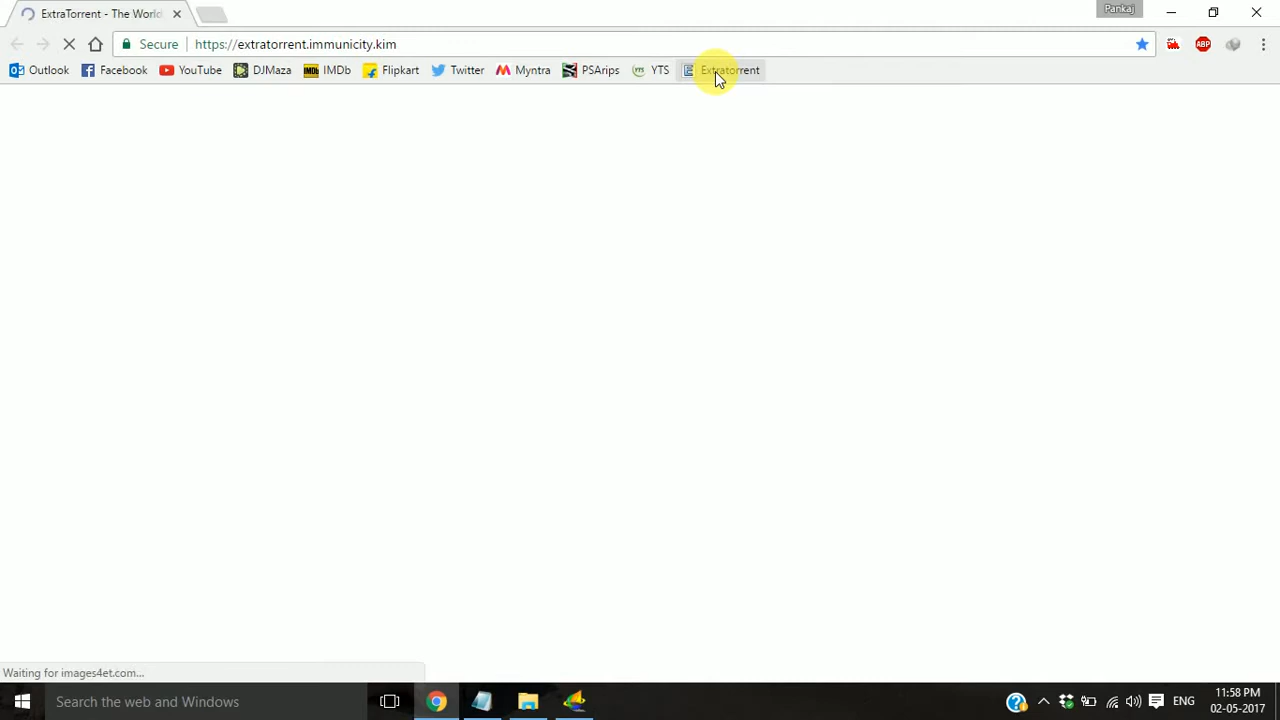 ExtraTorrent - The World
Pankaj
Secure https://extratorrent.immunicity.kim
ABP
Outlook Facebook YouTube DJMaza IMDb Flipkart Twitter Myntra PSArips YTS Extratorrent
Waiting for images4et.com...
Search the web and Windows
ENG
11:58 PM
02-05-2017